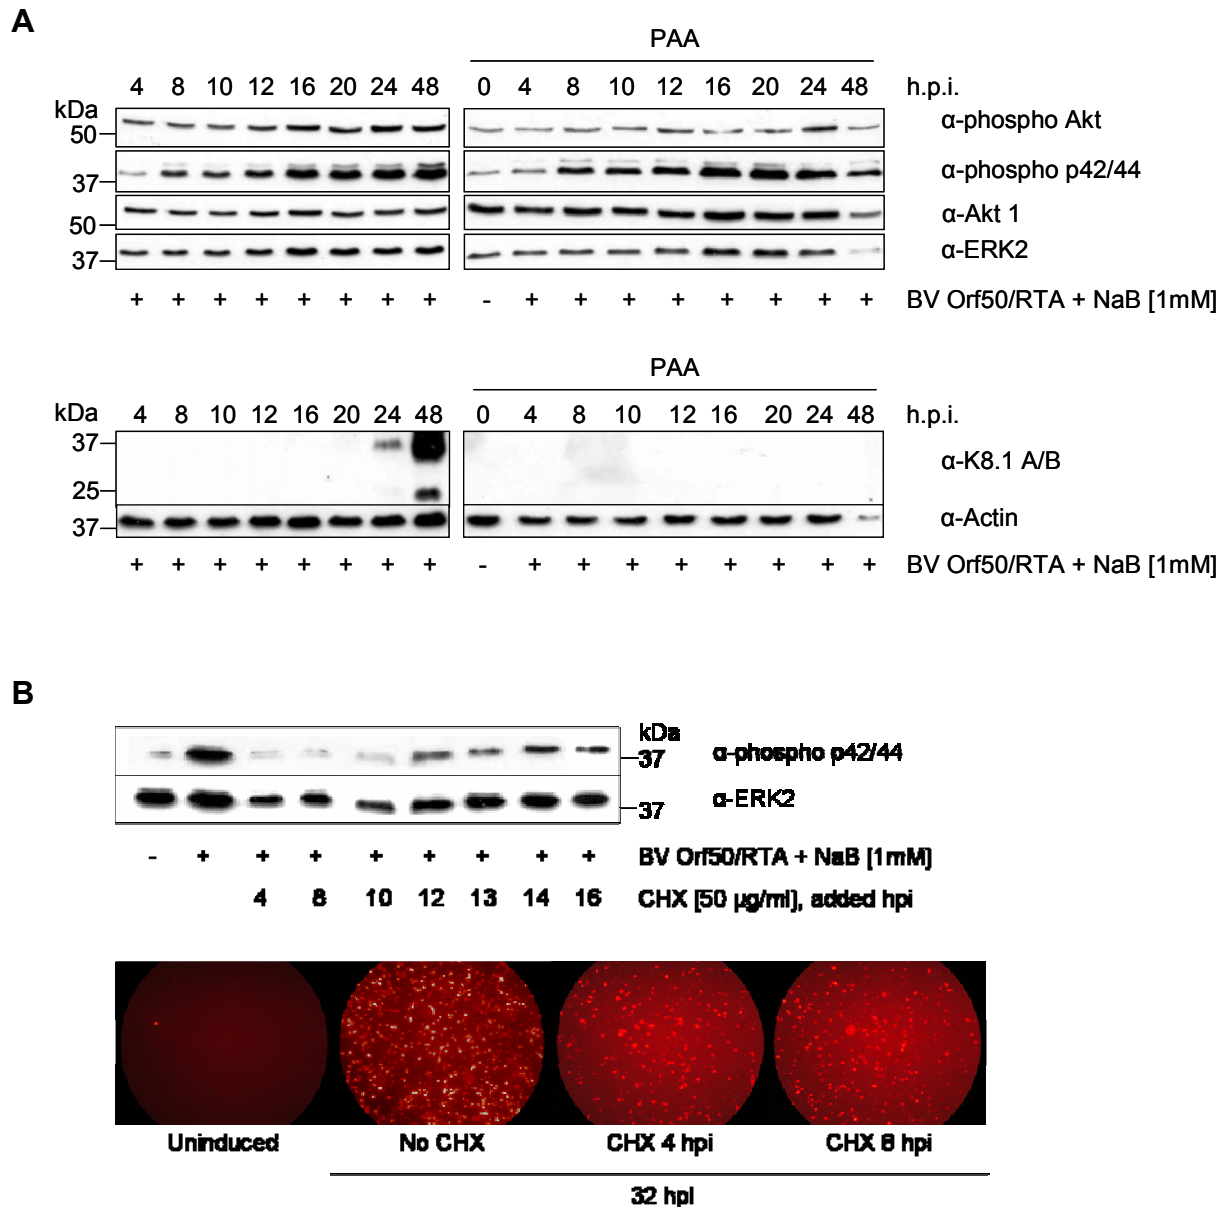 A
PAA
4 8 10 12 16 20 24 48 0 4 8 10 12 16 20 24 48 h.p.i.
kDa
50 α-phospho Akt
37 α-phospho p42/44
50 α-Akt 1
37 α-ERK2
+ + + + + + + + - + + + + + + + + BV Orf50/RTA + NaB [1mM]
PAA
kDa 4 8 10 12 16 20 24 48 0 4 8 10 12 16 20 24 48 h.p.i.
37 α-K8.1 A/B
25
37 α-Actin
+ + + + + + + + - + + + + + + + + BV Orf50/RTA + NaB [1mM]
B
kDa
37 α-phospho p42/44
37 α-ERK2
- + + + + + + + + BV Orf50/RTA + NaB [1mM]
4 8 10 12 13 14 16 CHX [50 µg/ml], added hpi
Uninduced No CHX CHX 4 hpi CHX 8 hpi
32 hpi